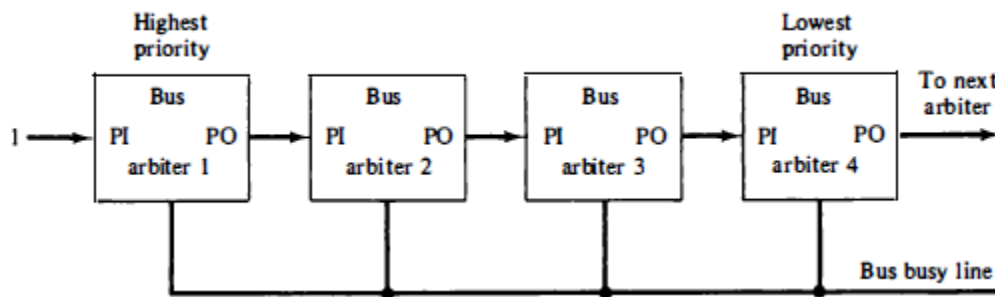 Highest
priority
Lowest
priority
1
Bus
PI PO
arbiter 1
Bus
PI PO
arbiter 2
Bus
PI PO
arbiter 3
Bus
PI PO
arbiter 4
To next
arbiter
Bus busy line